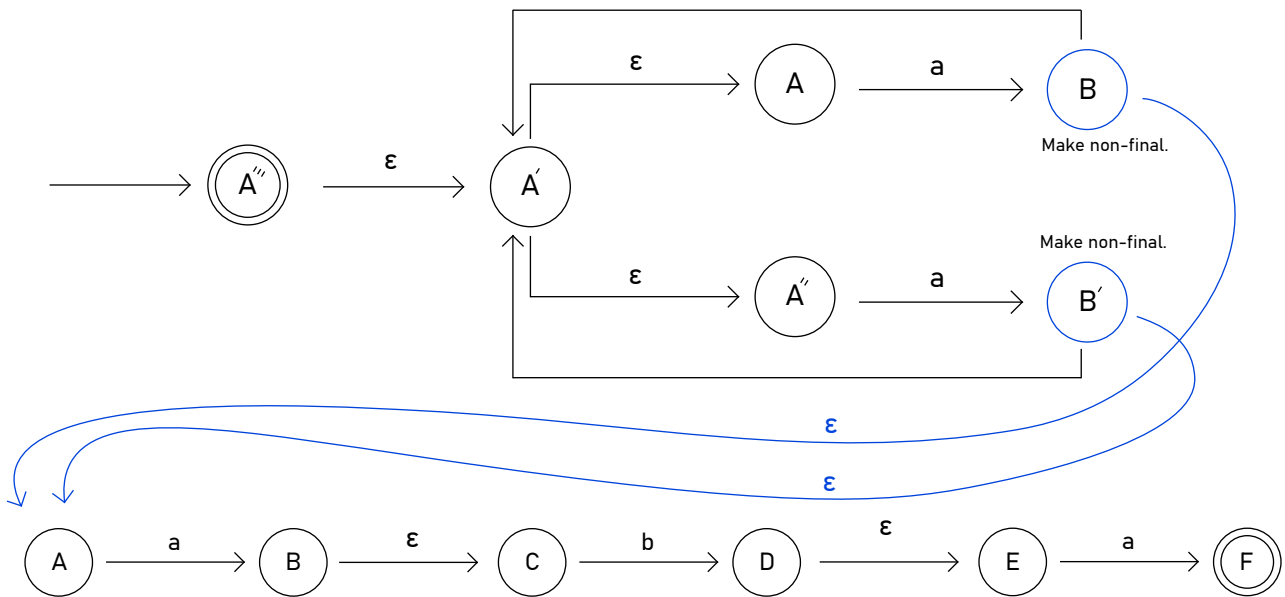 ε
A
a
B
Make non-final.
A‴
ε
A′
Make non-final.
ε
A″
a
B′
ε
ε
A
a
B
ε
C
b
D
ε
E
a
F